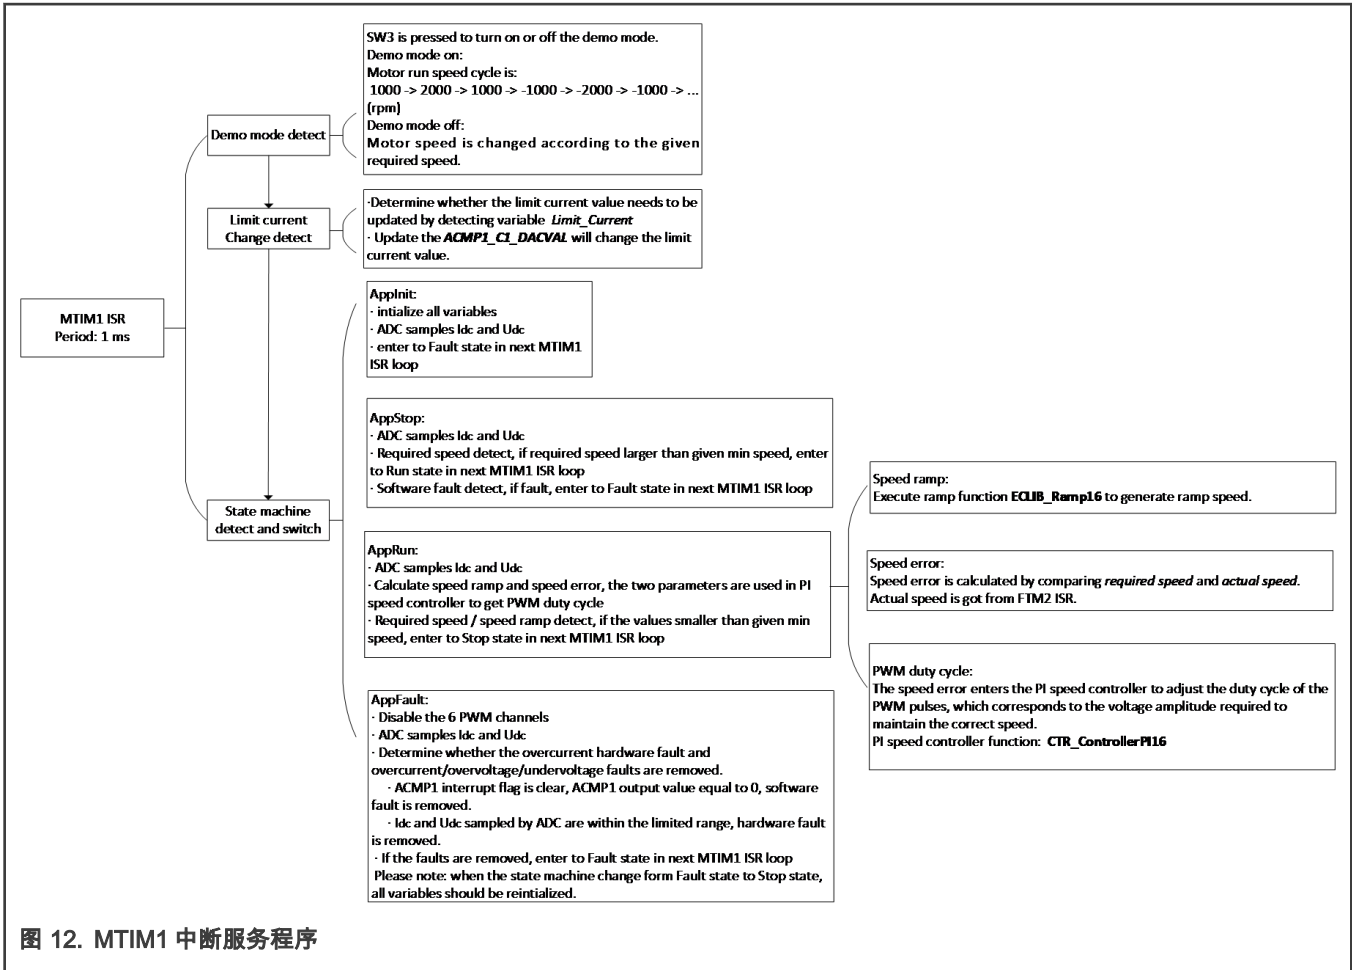 SW3 is pressed to turn on or off the demo mode.
Demo mode on:
Motor run speed cycle is:
1000 -> 2000 -> 1000 -> -1000 -> -2000 -> -1000 -> ...
(rpm)
Demo mode off:
Motor speed is changed according to the given
required speed.
Demo mode detect
·Determine whether the limit current value needs to be
updated by detecting variable Limit_Current
· Update the ACMP1_C1_DACVAL will change the limit
current value.
Limit current
Change detect
MTIM1 ISR
Period: 1 ms
AppInit:
· intialize all variables
· ADC samples Idc and Udc
· enter to Fault state in next MTIM1
ISR loop
AppStop:
· ADC samples Idc and Udc
· Required speed detect, if required speed larger than given min speed, enter
to Run state in next MTIM1 ISR loop
· Software fault detect, if fault, enter to Fault state in next MTIM1 ISR loop
State machine
detect and switch
AppRun:
· ADC samples Idc and Udc
· Calculate speed ramp and speed error, the two parameters are used in PI
speed controller to get PWM duty cycle
· Required speed / speed ramp detect, if the values smaller than given min
speed, enter to Stop state in next MTIM1 ISR loop
Speed ramp:
Execute ramp function ECLIB_Ramp16 to generate ramp speed.
Speed error:
Speed error is calculated by comparing required speed and actual speed.
Actual speed is got from FTM2 ISR.
PWM duty cycle:
The speed error enters the PI speed controller to adjust the duty cycle of the
PWM pulses, which corresponds to the voltage amplitude required to
maintain the correct speed.
PI speed controller function: CTR_ControllerPI16
AppFault:
· Disable the 6 PWM channels
· ADC samples Idc and Udc
· Determine whether the overcurrent hardware fault and
overcurrent/overvoltage/undervoltage faults are removed.
· ACMP1 interrupt flag is clear, ACMP1 output value equal to 0, software
fault is removed.
· Idc and Udc sampled by ADC are within the limited range, hardware fault
is removed.
· If the faults are removed, enter to Fault state in next MTIM1 ISR loop
Please note: when the state machine change form Fault state to Stop state,
all variables should be reintialized.
图 12. MTIM1 中断服务程序